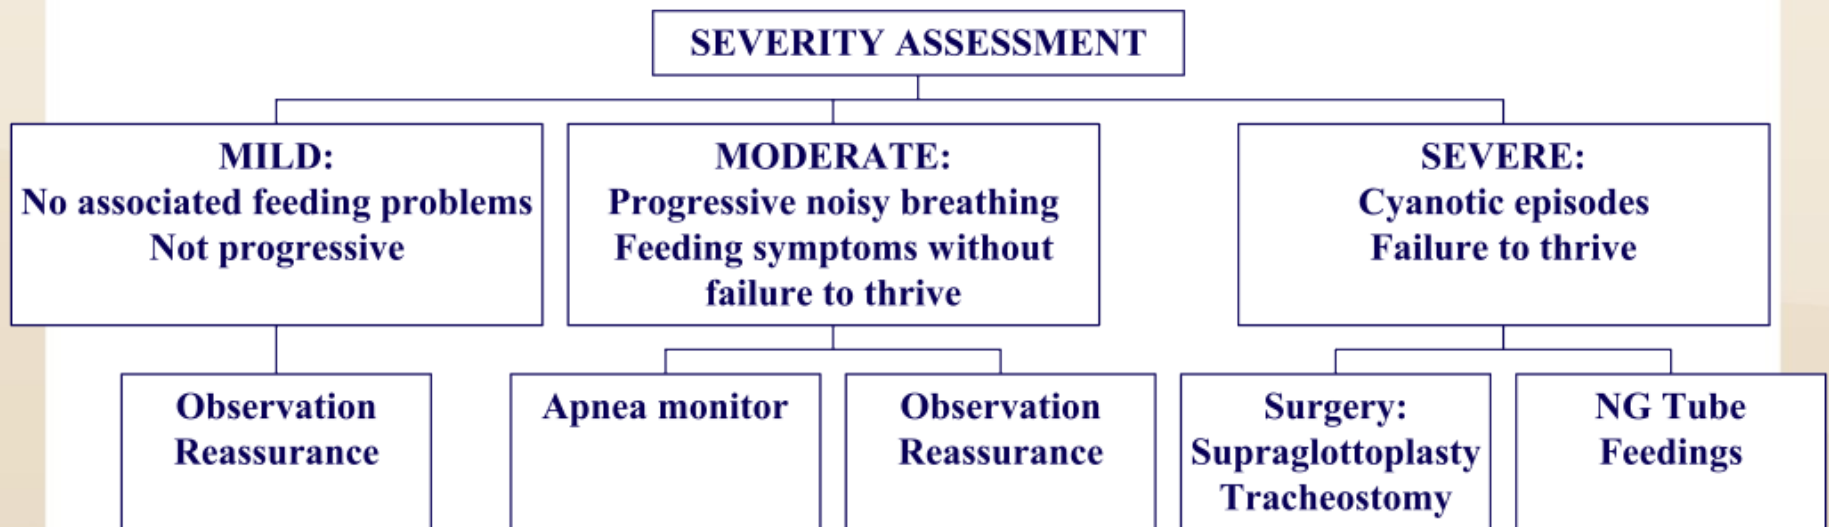 SEVERITY ASSESSMENT
MILD:
No associated feeding problems
Not progressive
MODERATE:
Progressive noisy breathing
Feeding symptoms without
failure to thrive
SEVERE:
Cyanotic episodes
Failure to thrive
Observation
Reassurance
Apnea monitor
Observation
Reassurance
Surgery:
Supraglottoplasty
Tracheostomy
NG Tube
Feedings